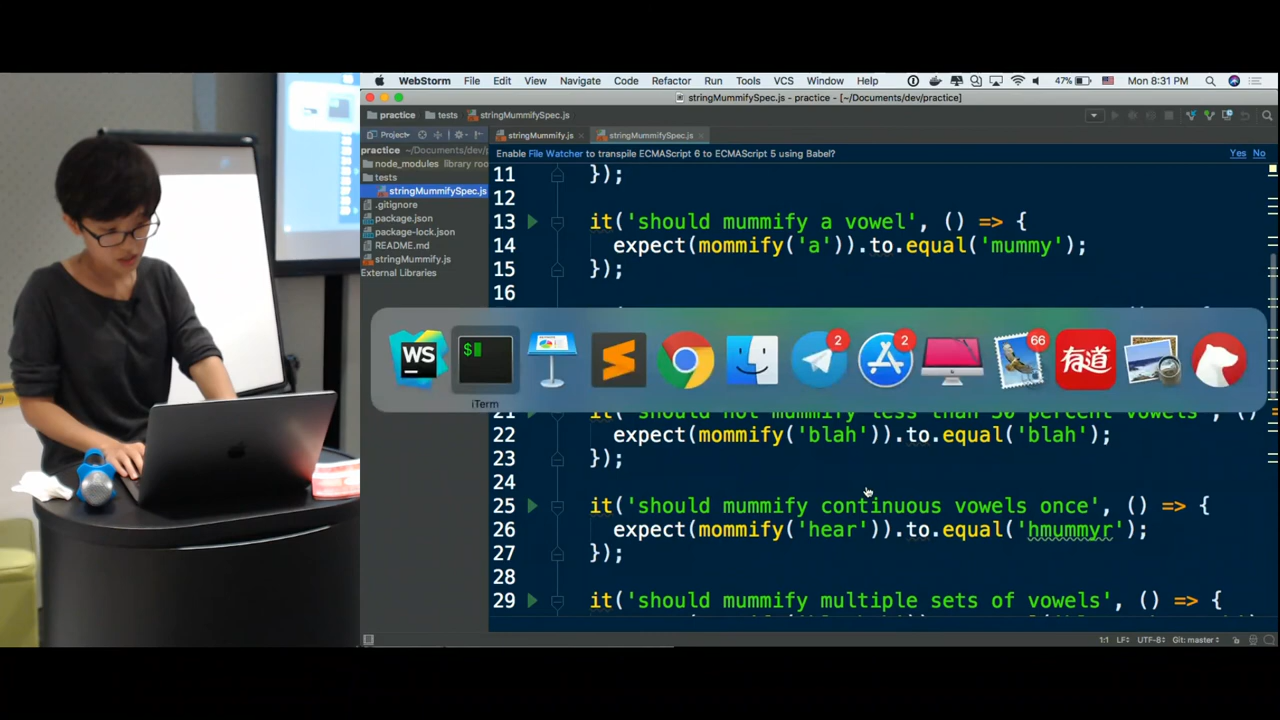 WebStorm File Edit View Navigate Code Refactor Run Tools VCS Window Help 47% Mon 8:31 PM
stringMummifySpec.js - practice - [~/Documents/dev/practice]
practice tests stringMummifySpec.js
Project stringMummify.js stringMummifySpec.js
practice ~/Documents/dev/p
Enable File Watcher to transpile ECMAScript 6 to ECMAScript 5 using Babel? Yes No
node_modules library roo
tests
stringMummifySpec.js
.gitignore
package.json
package-lock.json
README.md
stringMummify.js
External Libraries
11 });
12
13 it('should mummify a vowel', () => {
14 expect(mommify('a')).to.equal('mummy');
15 });
16
WS $ 2 2 66 有道
iTerm
21 'should not mummify less than 30 percent vowels', ()
22 expect(mommify('blah')).to.equal('blah');
23 });
24
25 it('should mummify continuous vowels once', () => {
26 expect(mommify('hear')).to.equal('hmummyr');
27 });
28
29 it('should mummify multiple sets of vowels', () => {
1:1 LF UTF-8 Git: master